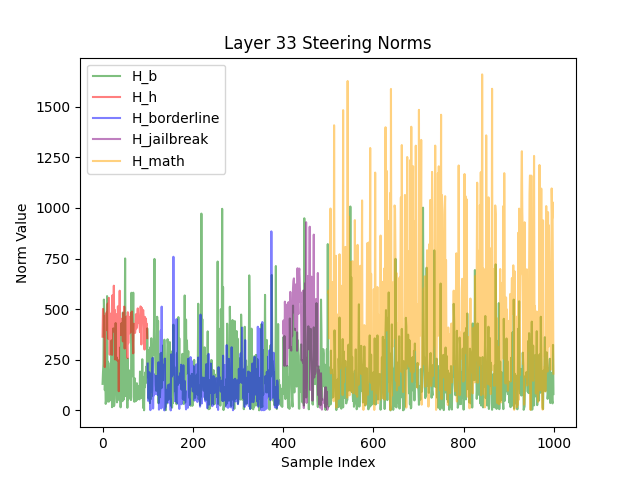 Layer 33 Steering Norms
H_b
H_h
H_borderline
H_jailbreak
H_math
Norm Value
1500
1250
1000
750
500
250
0
0 200 400 600 800 1000
Sample Index